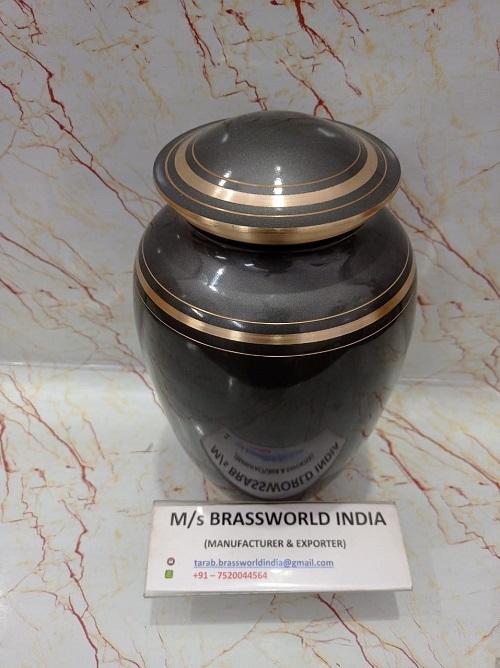 M/s BRASSWORLD INDIA
(MANUFACTURER & EXPORTER)
tarab.brassworldindia@gmail.com
+91 – 7520044564